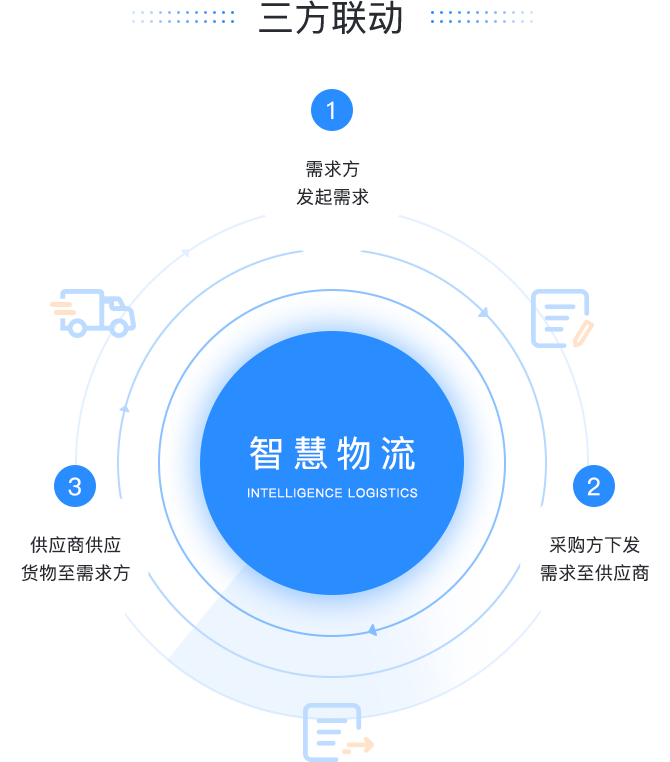 三方联动
1
需求方
发起需求
智慧物流
INTELLIGENCE LOGISTICS
3
供应商供应
货物至需求方
2
采购方下发
需求至供应商